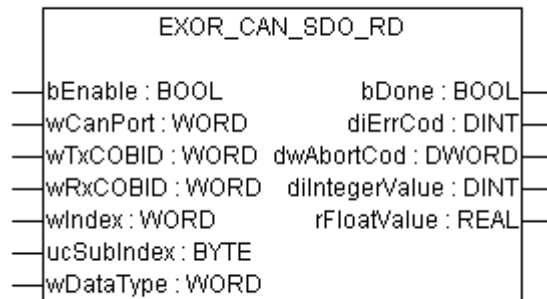 EXOR_CAN_SDO_RD
bEnable : BOOL bDone : BOOL
wCanPort : WORD diErrCod : DINT
wTxCOBID : WORD dwAbortCod : DWORD
wRxCOBID : WORD diIntegerValue : DINT
wIndex : WORD rFloatValue : REAL
ucSubIndex : BYTE
wDataType : WORD